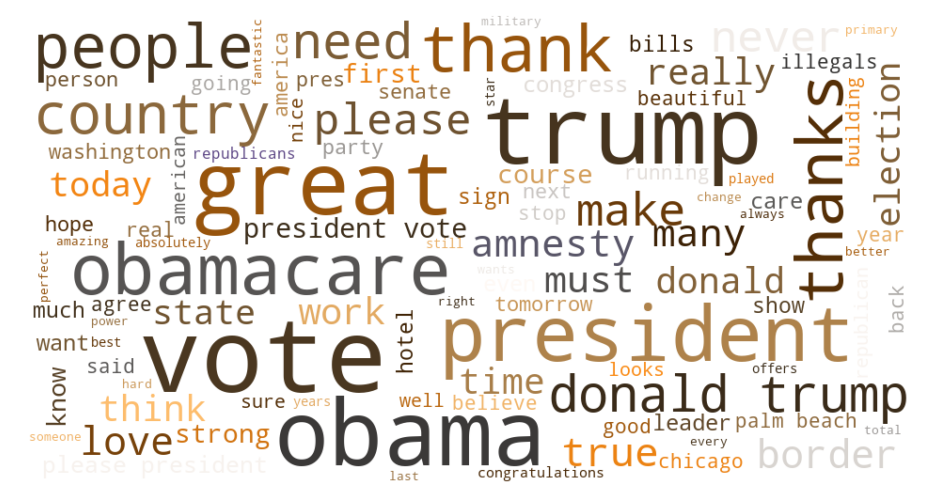 military
people
need
thank
never
primary
fantastic
america
bills
person
going
pres
first
senate
congress
really
illegals
star
nice
beautiful
country
please
trump
thanks
building
election
washington
republicans
party
american
today
great
course
running
played
sign
next
change
care
hope
real
president vote
stop
make
many
always
year
amazing
absolutely
still
amnesty
better
obamacare
wants
even
must
donald
perfect
much
agree
state
work
right
tomorrow
show
republican
back
power
vote
hotel
president
want
best
said
time
looks
offers
know
hard
think
sure
years
well
believe
donald trump
someone
love
strong
obama
good
leader
palm beach
total
every
true
chicago
border
please president
last
congratulations